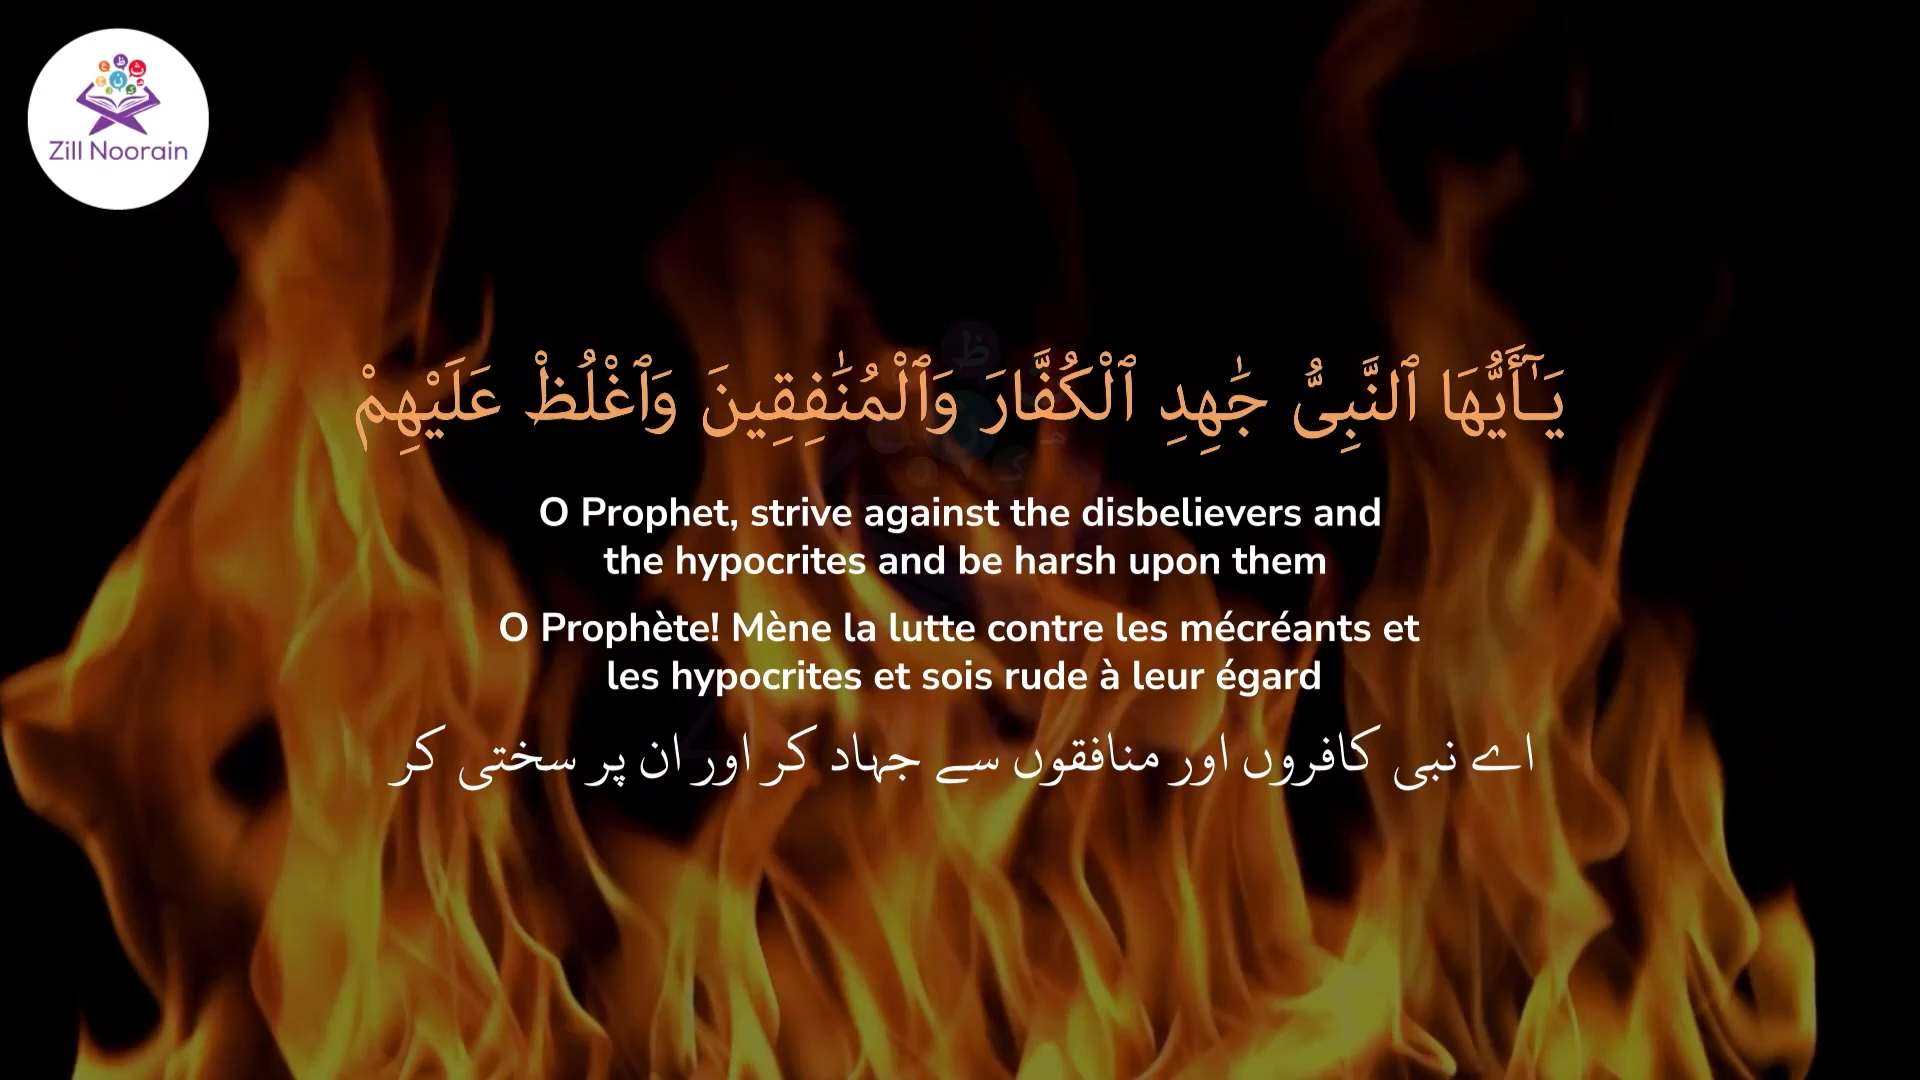 Zill Noorain
يَـٰٓأَيُّهَا ٱلنَّبِىُّ جَـٰهِدِ ٱلْكُفَّارَ وَٱلْمُنَـٰفِقِينَ وَٱغْلُظْ عَلَيْهِمْ
O Prophet, strive against the disbelievers and
the hypocrites and be harsh upon them
O Prophète! Mène la lutte contre les mécréants et
les hypocrites et sois rude à leur égard
اے نبی کافروں اور منافقوں سے جہاد کر اور ان پر سختی کر